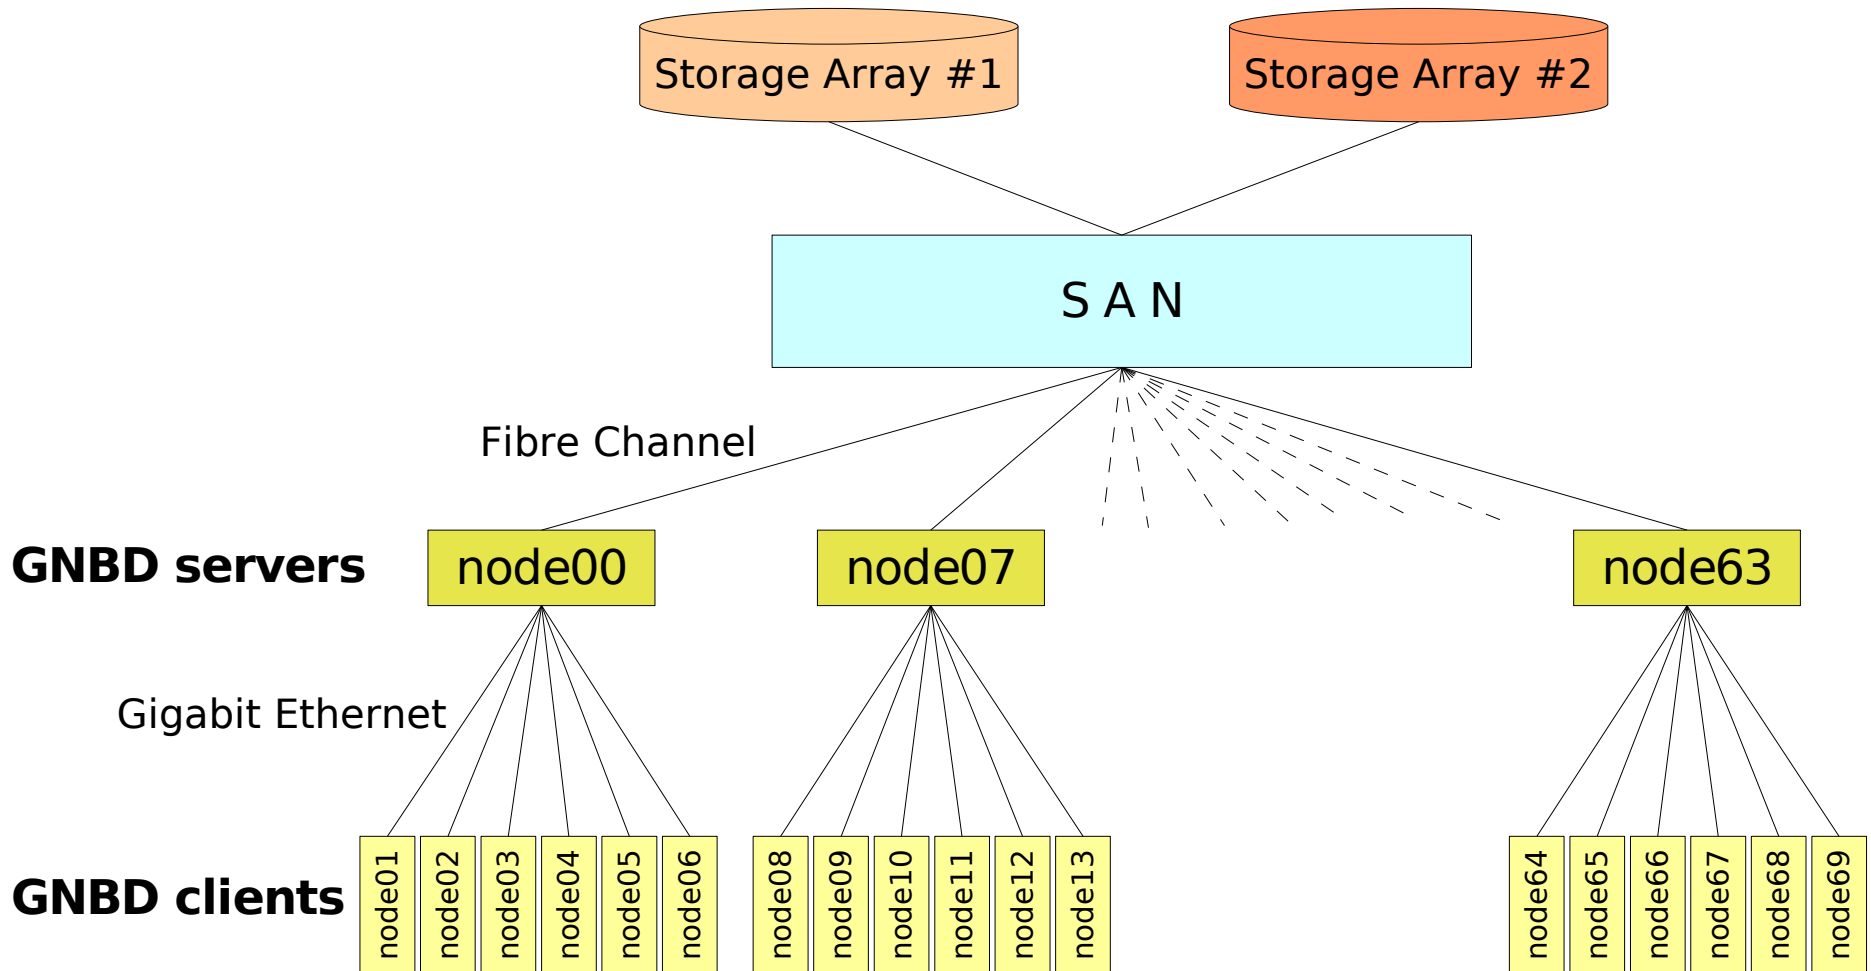 Storage Array #1
Storage Array #2
S A N
Fibre Channel
GNBD servers
node00
node07
node63
Gigabit Ethernet
GNBD clients
node01
node02
node03
node04
node05
node06
node08
node09
node10
node11
node12
node13
node64
node65
node66
node67
node68
node69